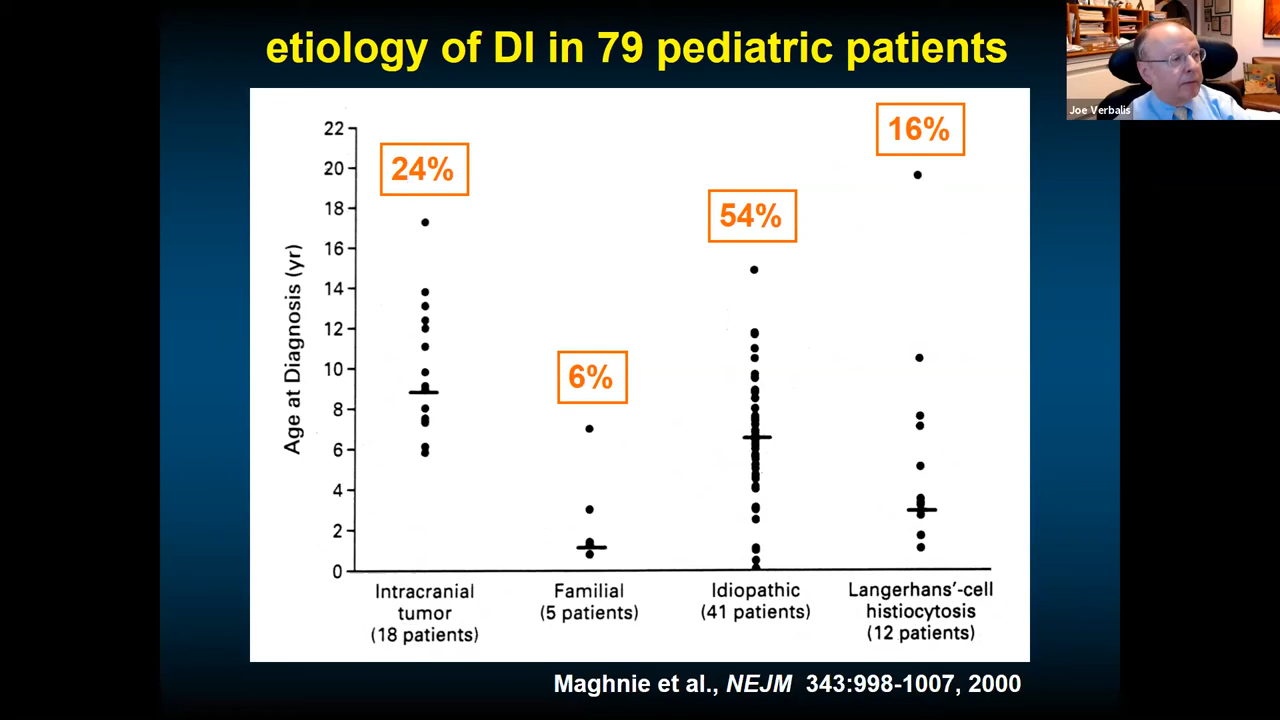 etiology of DI in 79 pediatric patients
Joe Verbalis
16%
24%
54%
6%
Age at Diagnosis (yr)
22
20
18
16
14
12
10
8
6
4
2
0
Intracranial
tumor
(18 patients)
Familial
(5 patients)
Idiopathic
(41 patients)
Langerhans'-cell
histiocytosis
(12 patients)
Maghnie et al., NEJM 343:998-1007, 2000